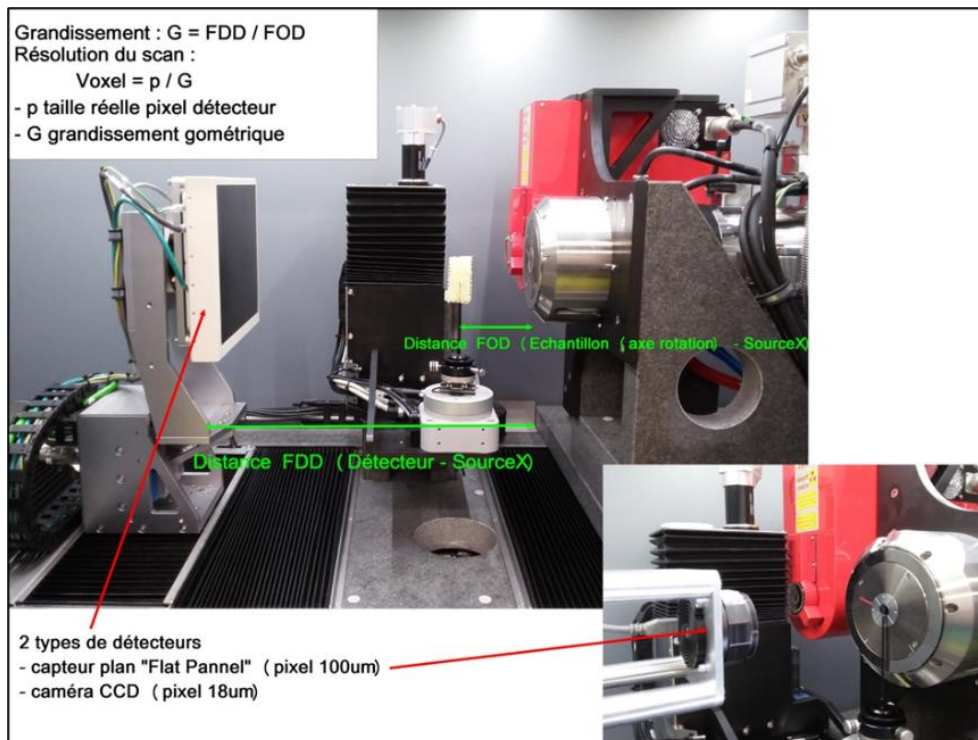 Grandissement : G = FDD / FOD
Résolution du scan :
Voxel = p / G
- p taille réelle pixel détecteur
- G grandissement gométrique
Distance FOD ( Echantillon ( axe rotation) - SourceX)
Distance FDD ( Détecteur - SourceX)
2 types de détecteurs
- capteur plan "Flat Pannel" ( pixel 100um)
- caméra CCD ( pixel 18um)